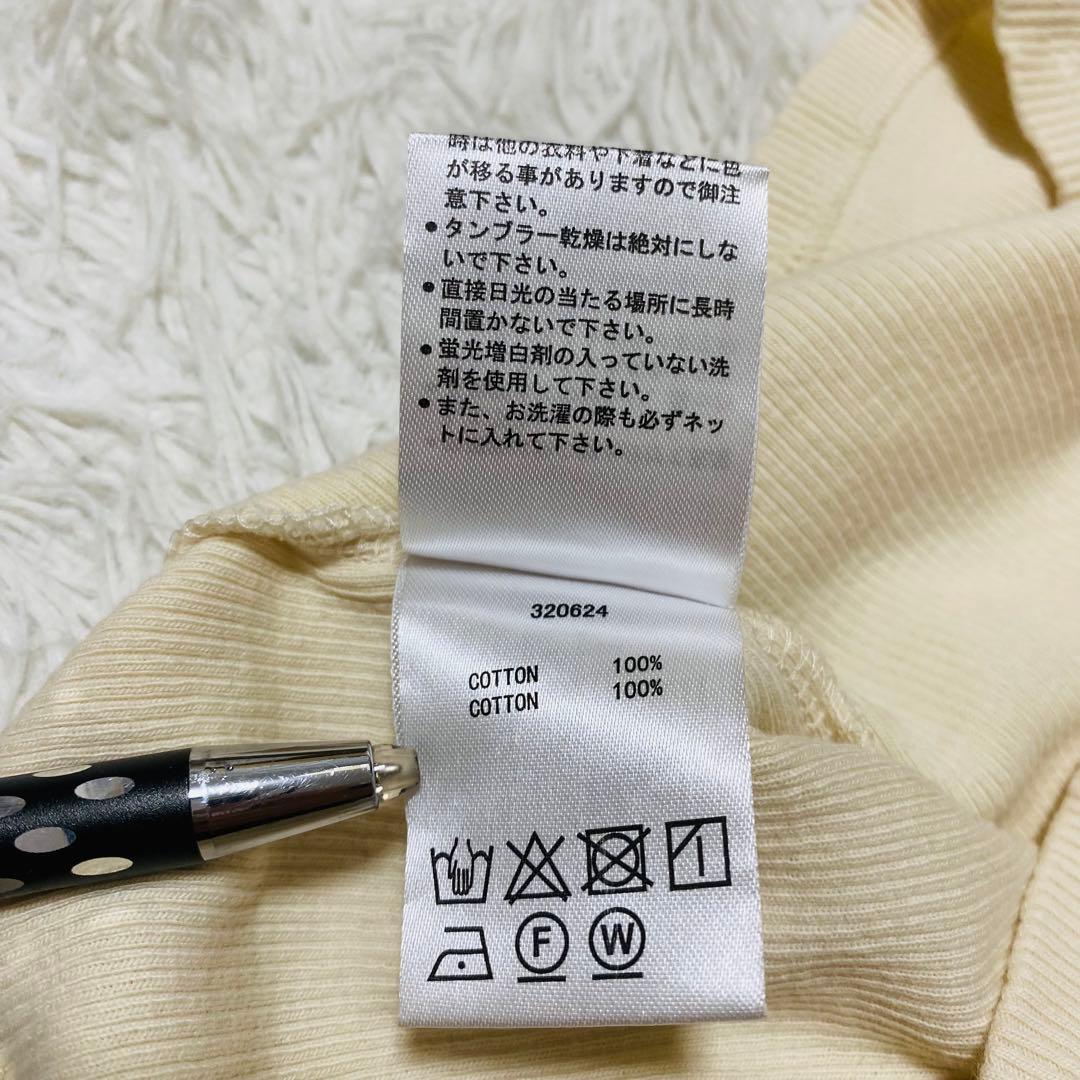 時は他の衣料や下着などに色
が移る事がありますので御注
意下さい。
●タンブラー乾燥は絶対にしな
いで下さい。
●直接日光の当たる場所に長時
間置かないで下さい。
●蛍光増白剤の入っていない洗
剤を使用して下さい。
●また、お洗濯の際も必ずネッ
トに入れて下さい。
320624
COTTON 100%
COTTON 100%
F W